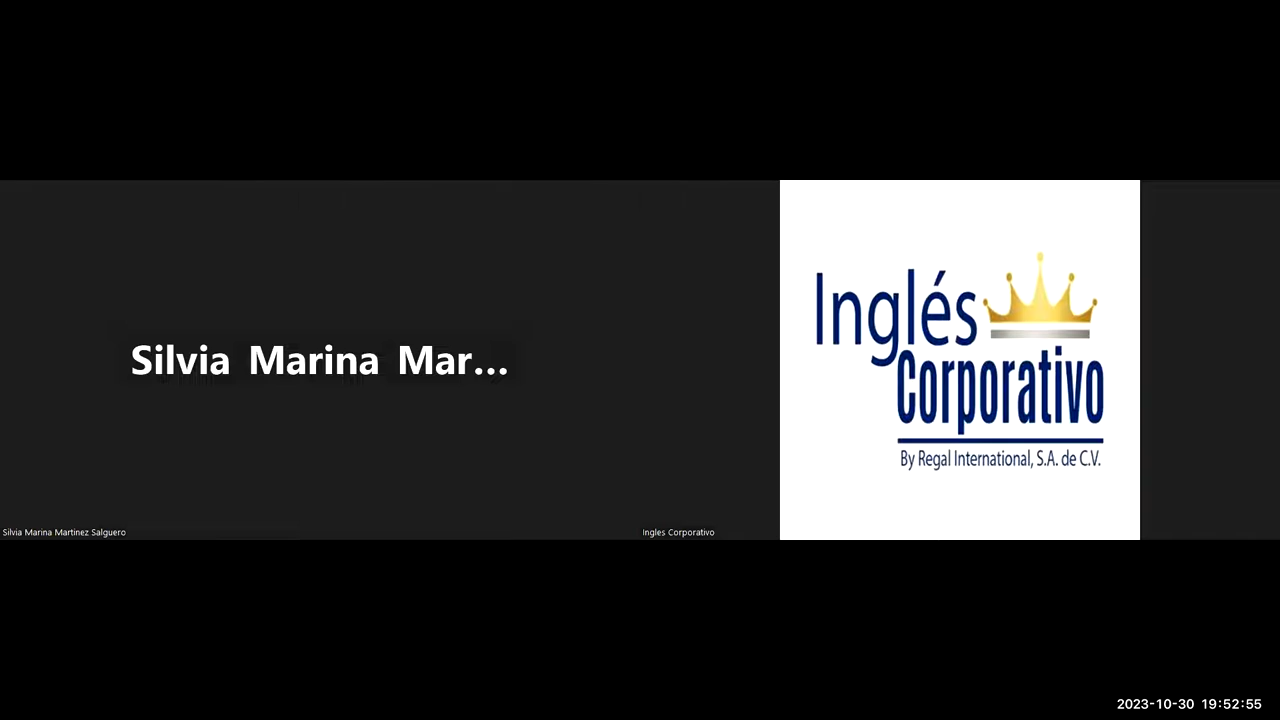 Silvia Marina Mar...
Silvia Marina Martinez Salguero
Inglés
Corporativo
By Regal International, S.A. de C.V.
Ingles Corporativo
2023-10-30 19:52:55